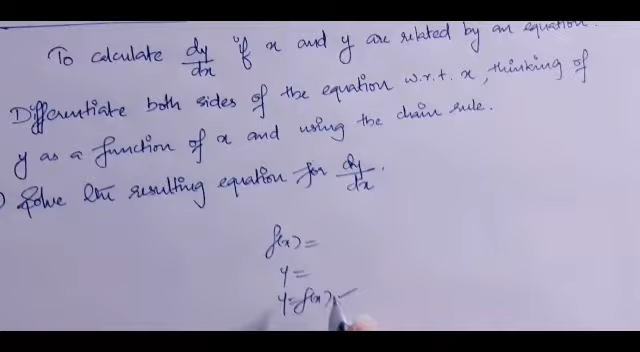 To calculate dy/dx if x and y are related by an equation.
Differentiate both sides of the equation w.r.t. x, thinking of
y as a function of x and using the chain rule.
) Solve the resulting equation for dy/dx.
f(x) =
y =
y = f(x)